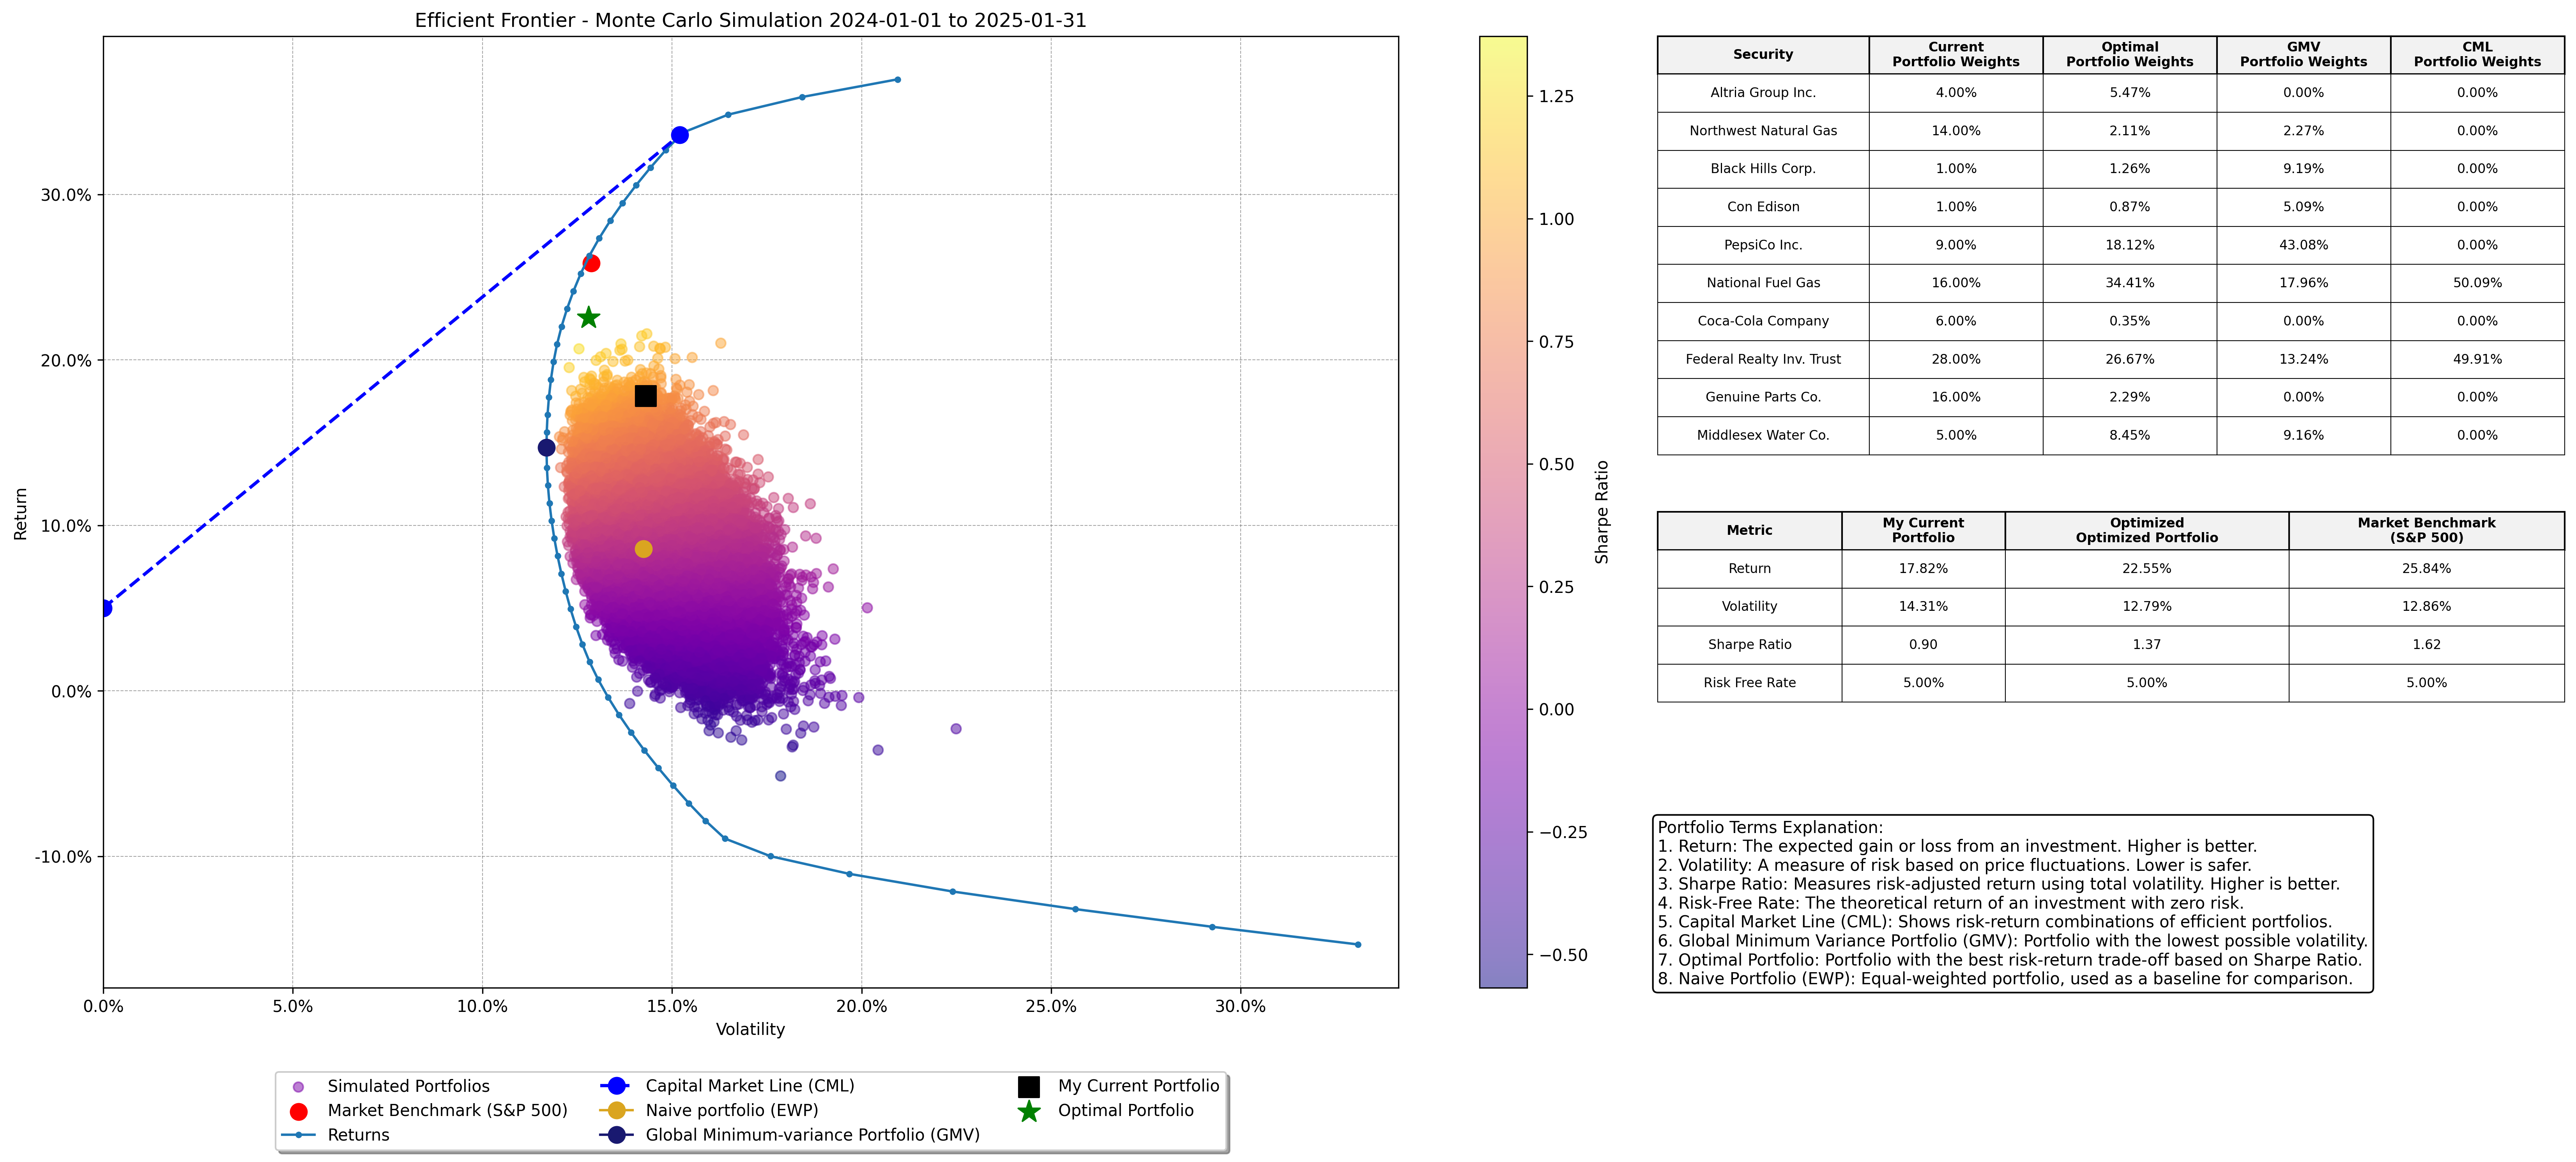 Efficient Frontier - Monte Carlo Simulation 2024-01-01 to 2025-01-31
Return
30.0%
20.0%
10.0%
0.0%
-10.0%
0.0% 5.0% 10.0% 15.0% 20.0% 25.0% 30.0%
Volatility
1.25
1.00
0.75
0.50
0.25
0.00
−0.25
−0.50
Sharpe Ratio
Simulated Portfolios
Market Benchmark (S&P 500)
Returns
Capital Market Line (CML)
Naive portfolio (EWP)
Global Minimum-variance Portfolio (GMV)
My Current Portfolio
Optimal Portfolio
Security Current Portfolio Weights Optimal Portfolio Weights GMV Portfolio Weights CML Portfolio Weights
Altria Group Inc. 4.00% 5.47% 0.00% 0.00%
Northwest Natural Gas 14.00% 2.11% 2.27% 0.00%
Black Hills Corp. 1.00% 1.26% 9.19% 0.00%
Con Edison 1.00% 0.87% 5.09% 0.00%
PepsiCo Inc. 9.00% 18.12% 43.08% 0.00%
National Fuel Gas 16.00% 34.41% 17.96% 50.09%
Coca-Cola Company 6.00% 0.35% 0.00% 0.00%
Federal Realty Inv. Trust 28.00% 26.67% 13.24% 49.91%
Genuine Parts Co. 16.00% 2.29% 0.00% 0.00%
Middlesex Water Co. 5.00% 8.45% 9.16% 0.00%
Metric My Current Portfolio Optimized Optimized Portfolio Market Benchmark (S&P 500)
Return 17.82% 22.55% 25.84%
Volatility 14.31% 12.79% 12.86%
Sharpe Ratio 0.90 1.37 1.62
Risk Free Rate 5.00% 5.00% 5.00%
Portfolio Terms Explanation:
1. Return: The expected gain or loss from an investment. Higher is better.
2. Volatility: A measure of risk based on price fluctuations. Lower is safer.
3. Sharpe Ratio: Measures risk-adjusted return using total volatility. Higher is better.
4. Risk-Free Rate: The theoretical return of an investment with zero risk.
5. Capital Market Line (CML): Shows risk-return combinations of efficient portfolios.
6. Global Minimum Variance Portfolio (GMV): Portfolio with the lowest possible volatility.
7. Optimal Portfolio: Portfolio with the best risk-return trade-off based on Sharpe Ratio.
8. Naive Portfolio (EWP): Equal-weighted portfolio, used as a baseline for comparison.